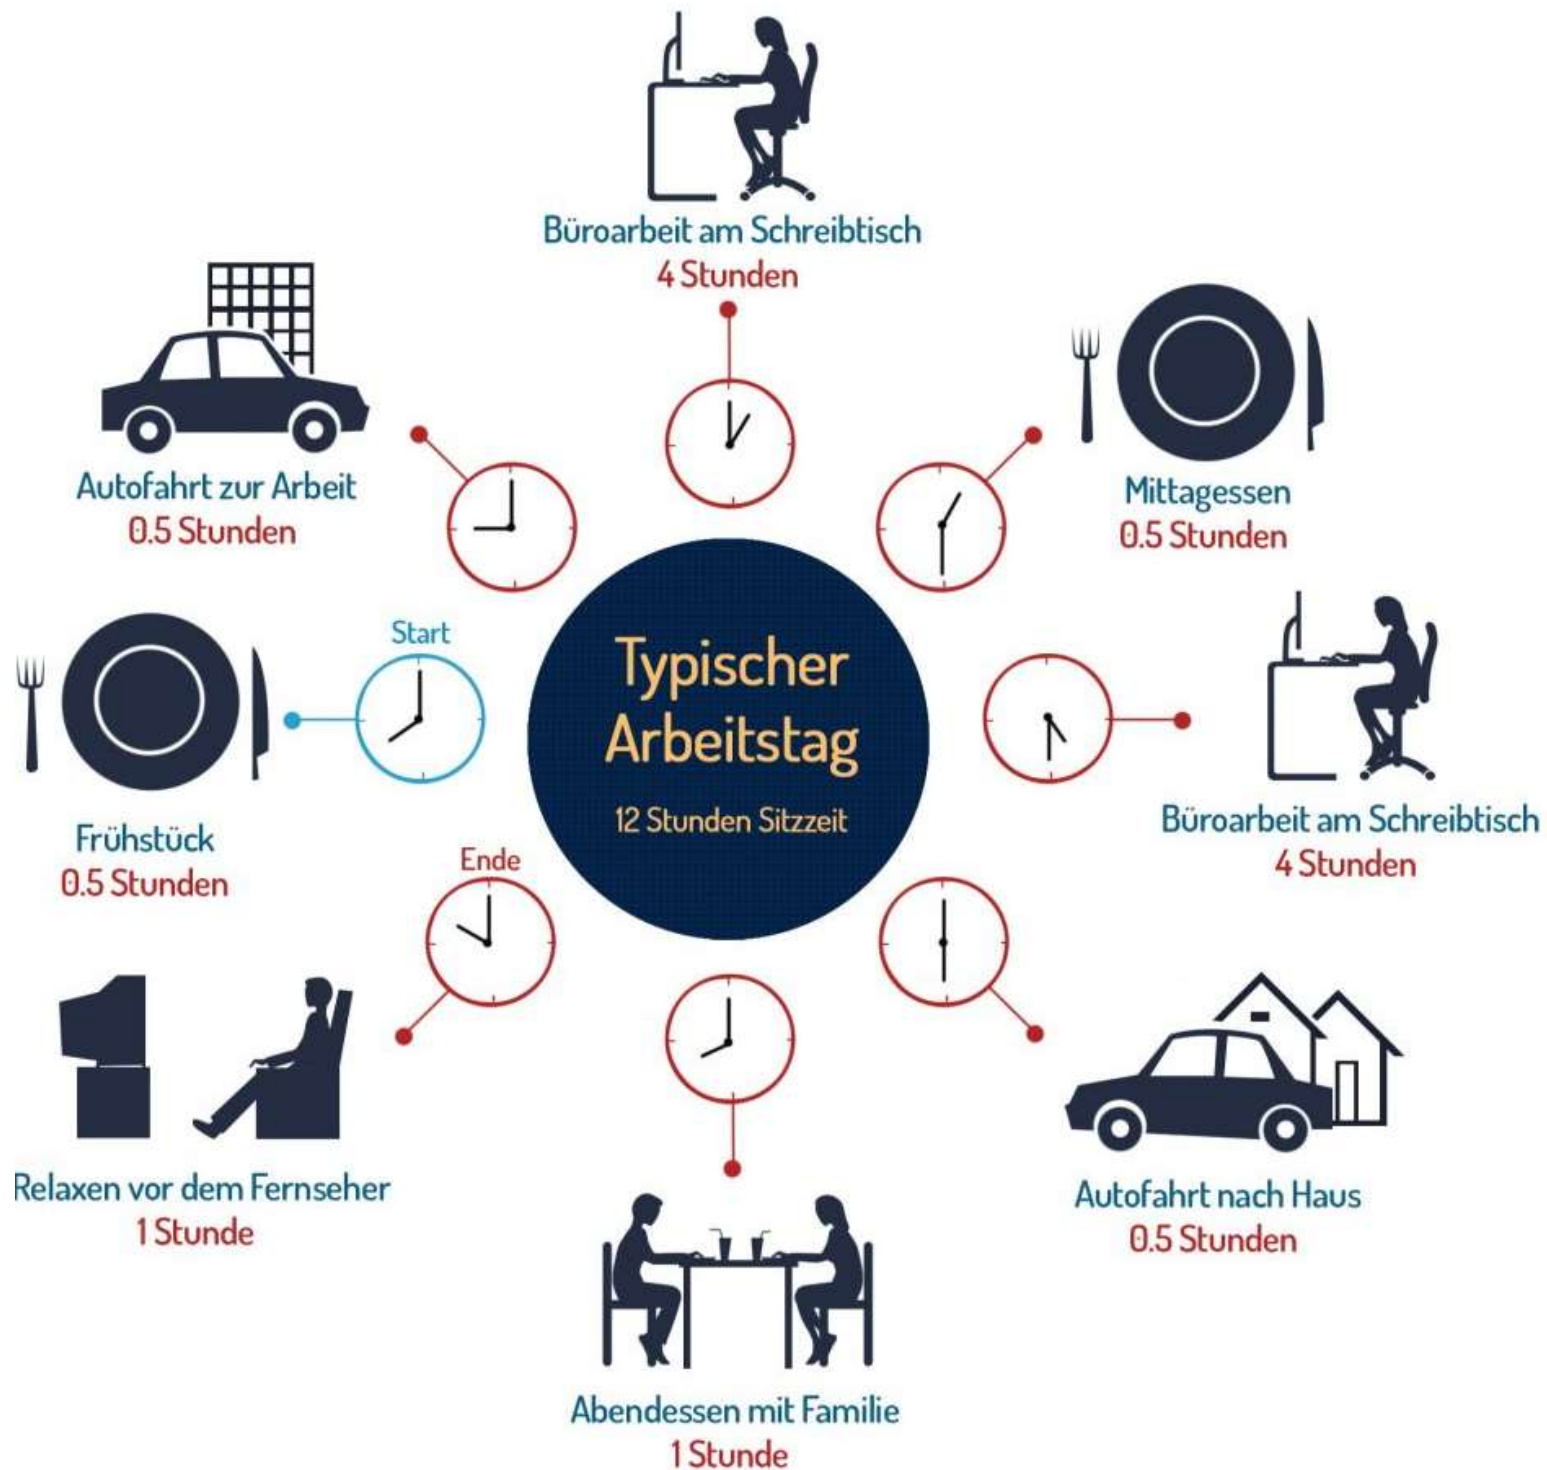 Büroarbeit am Schreibtisch
4 Stunden
Autofahrt zur Arbeit
0.5 Stunden
Mittagessen
0.5 Stunden
Start
Frühstück
0.5 Stunden
Typischer
Arbeitstag
12 Stunden Sitzzeit
Büroarbeit am Schreibtisch
4 Stunden
Ende
Relaxen vor dem Fernseher
1 Stunde
Autofahrt nach Haus
0.5 Stunden
Abendessen mit Familie
1 Stunde